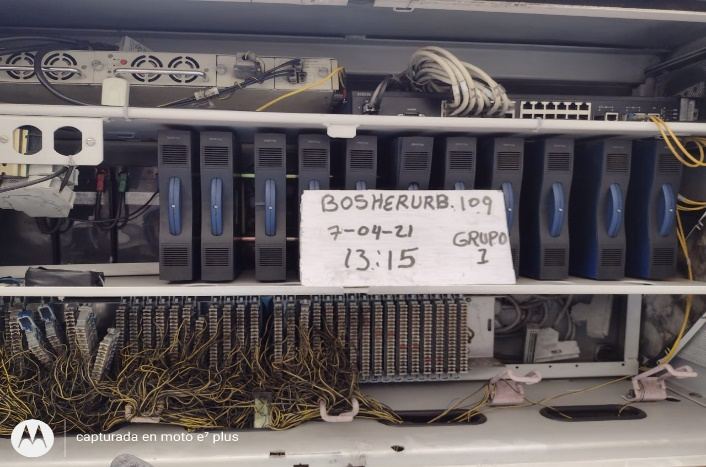 BOSHERURB.109
7-04-21
GRUPO
13:15
I
capturada en moto e⁷ plus